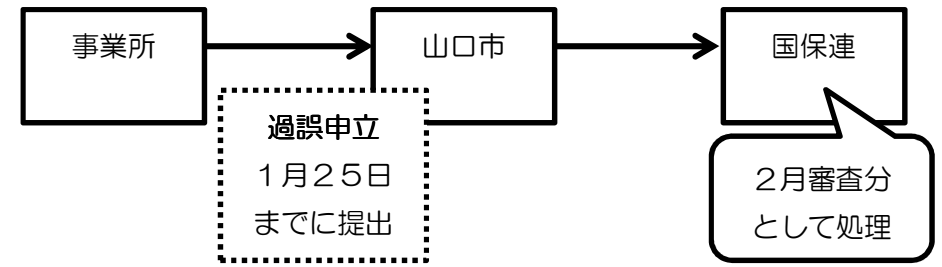 事業所
山口市
国保連
過誤申立
１月２５日
までに提出
２月審査分
として処理